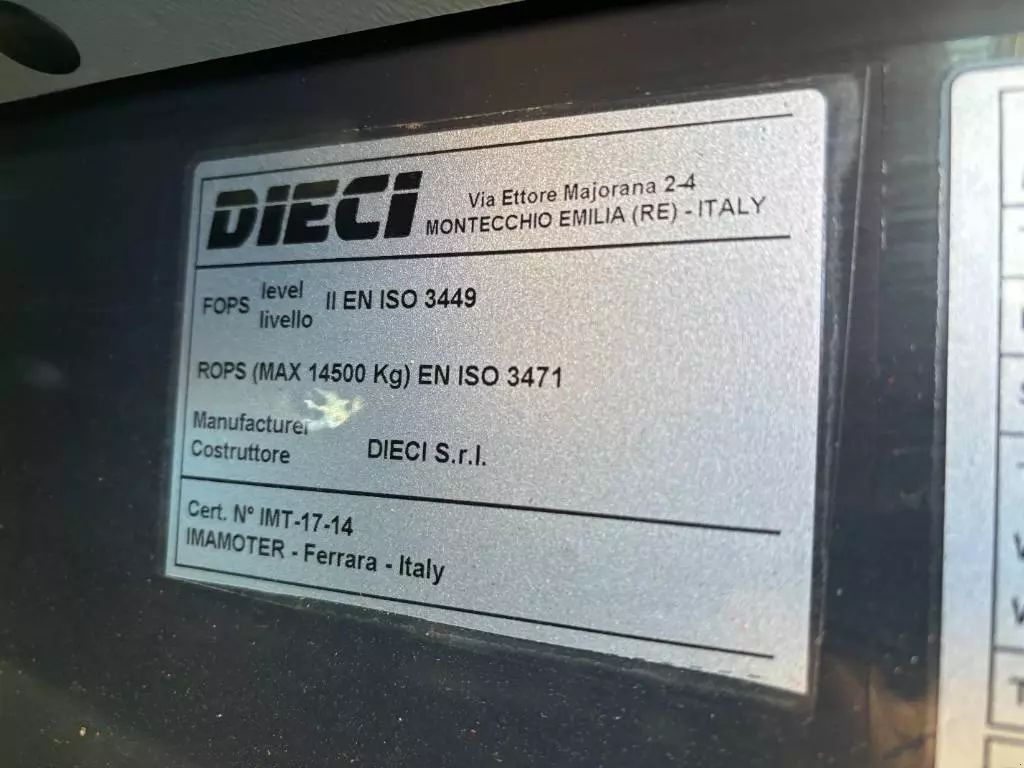 DIECI
Via Ettore Majorana 2-4
MONTECCHIO EMILIA (RE) - ITALY
FOPS level livello II EN ISO 3449
ROPS (MAX 14500 Kg) EN ISO 3471
Manufacturer
Costruttore DIECI S.r.l.
Cert. N° IMT-17-14
IMAMOTER - Ferrara - Italy